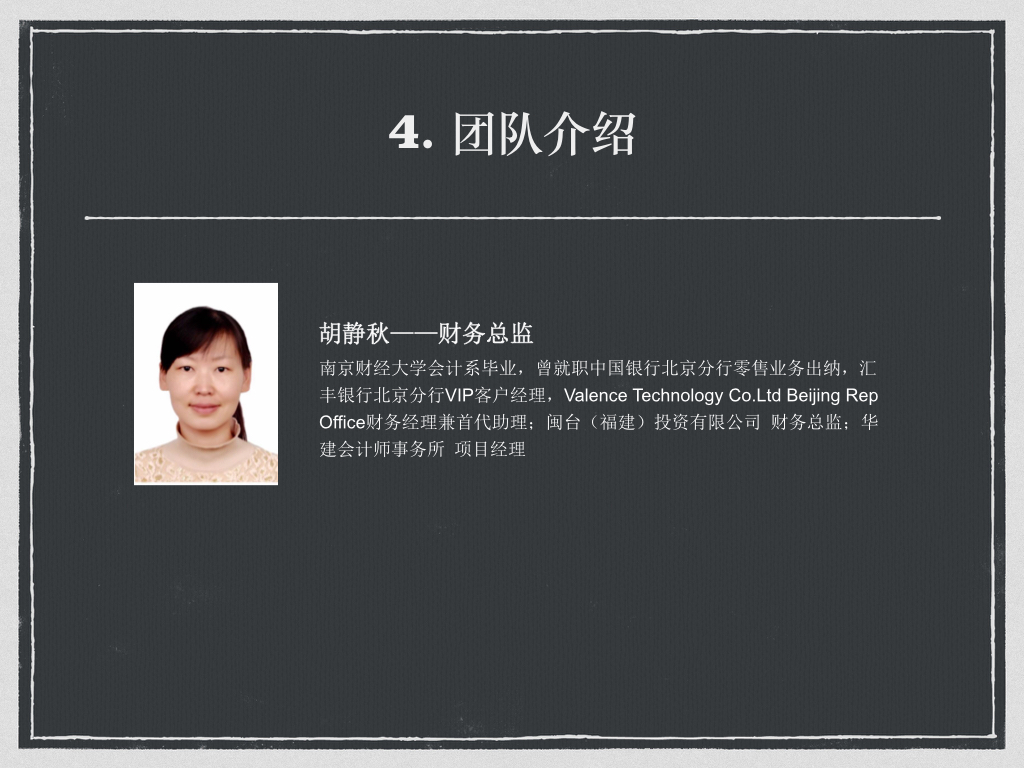 4. 团队介绍
胡静秋——财务总监
南京财经大学会计系毕业，曾就职中国银行北京分行零售业务出纳，汇
丰银行北京分行VIP客户经理，Valence Technology Co.Ltd Beijing Rep
Office财务经理兼首代助理；闽台（福建）投资有限公司 财务总监；华
建会计师事务所 项目经理